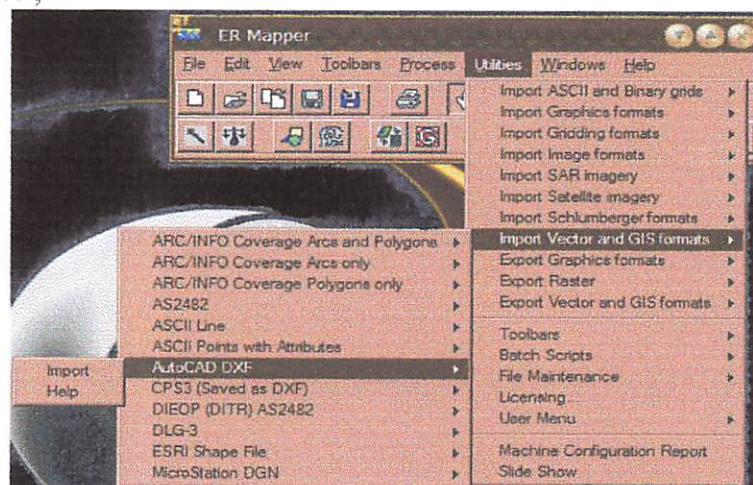 ER Mapper
File Edit View Toolbars Process Utilities Windows Help
Import ASCII and Binary grids
Import Graphics formats
Import Gridding formats
Import Image formats
Import SAR imagery
Import Satellite imagery
Import Schlumberger formats
Import Vector and GIS formats
Export Graphics formats
Export Raster
Export Vector and GIS formats
Toolbars
Batch Scripts
File Maintenance
Licensing...
User Menu
Machine Configuration Report
Slide Show
ARC/INFO Coverage Arcs and Polygons
ARC/INFO Coverage Arcs only
ARC/INFO Coverage Polygons only
AS2482
ASCII Line
ASCII Points with Attributes
AutoCAD DXF
CPS3 (Saved as DXF)
DIEOP (DITR) AS2482
DLG-3
ESRI Shape File
MicroStation DGN
Import
Help